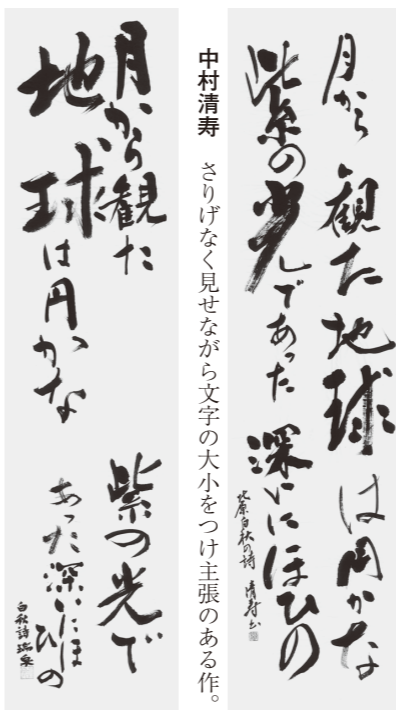 月から観た地球は円かな
紫の光であった 深いにほひの
北原白秋の詩 清寿書
中村清寿 さりげなく見せながら文字の大小をつけ主張のある作。
月から観た
地球は円かな
紫の光で
あった深いにほ
ひの
白秋詩